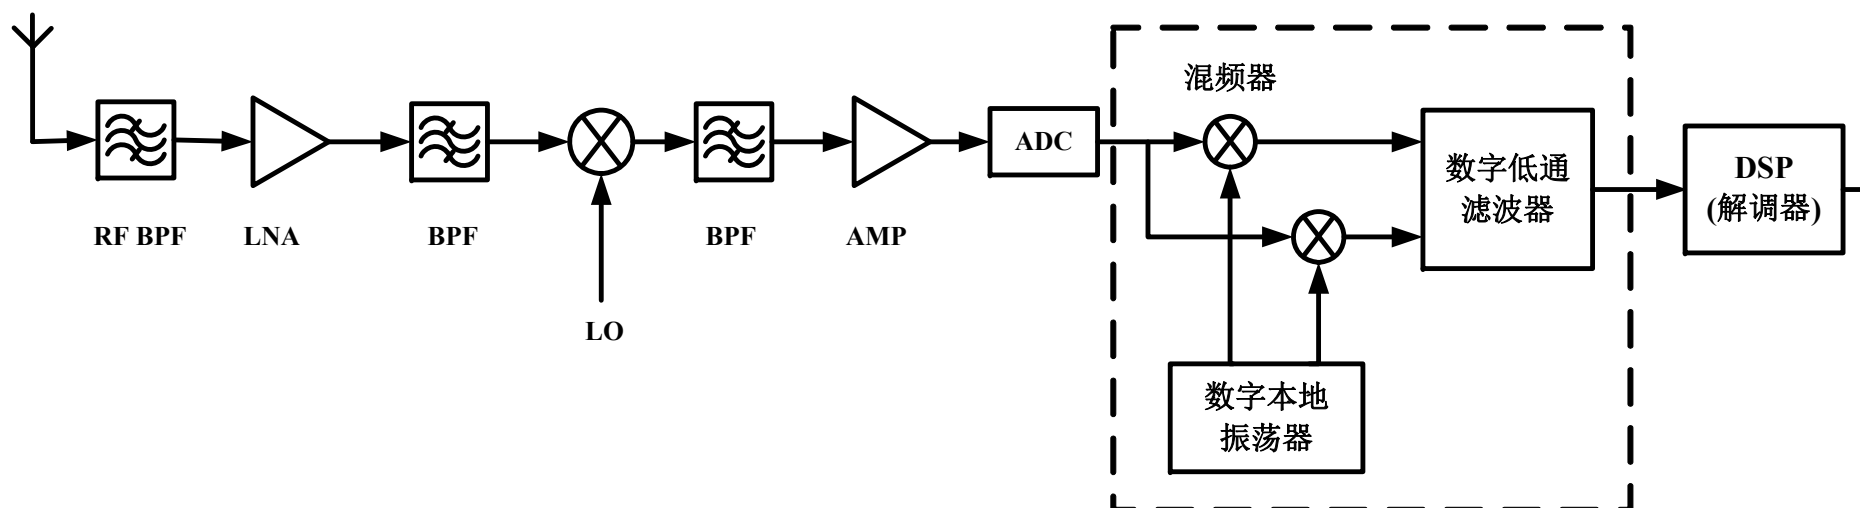 混频器
ADC
数字低通
滤波器
DSP
(解调器)
RF BPF
LNA
BPF
BPF
AMP
LO
数字本地
振荡器